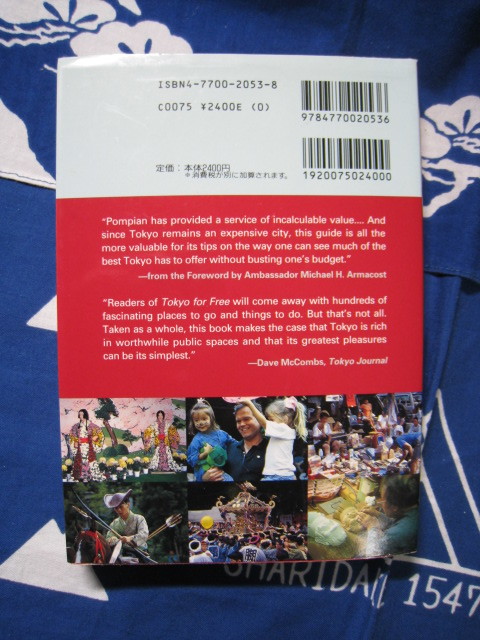 ISBN4-7700-2053-8
C0075 ¥2400E (0)
9784770020536
定価：本体2400円
※消費税が別に加算されます。
1920075024000
"Pompian has provided a service of incalculable value.... And
since Tokyo remains an expensive city, this guide is all the
more valuable for its tips on the way one can see much of the
best Tokyo has to offer without busting one's budget."
—from the Foreword by Ambassador Michael H. Armacost
"Readers of Tokyo for Free will come away with hundreds of
fascinating places to go and things to do. But that's not all.
Taken as a whole, this book makes the case that Tokyo is rich
in worthwhile public spaces and that its greatest pleasures
can be its simplest."
—Dave McCombs, Tokyo Journal
1547